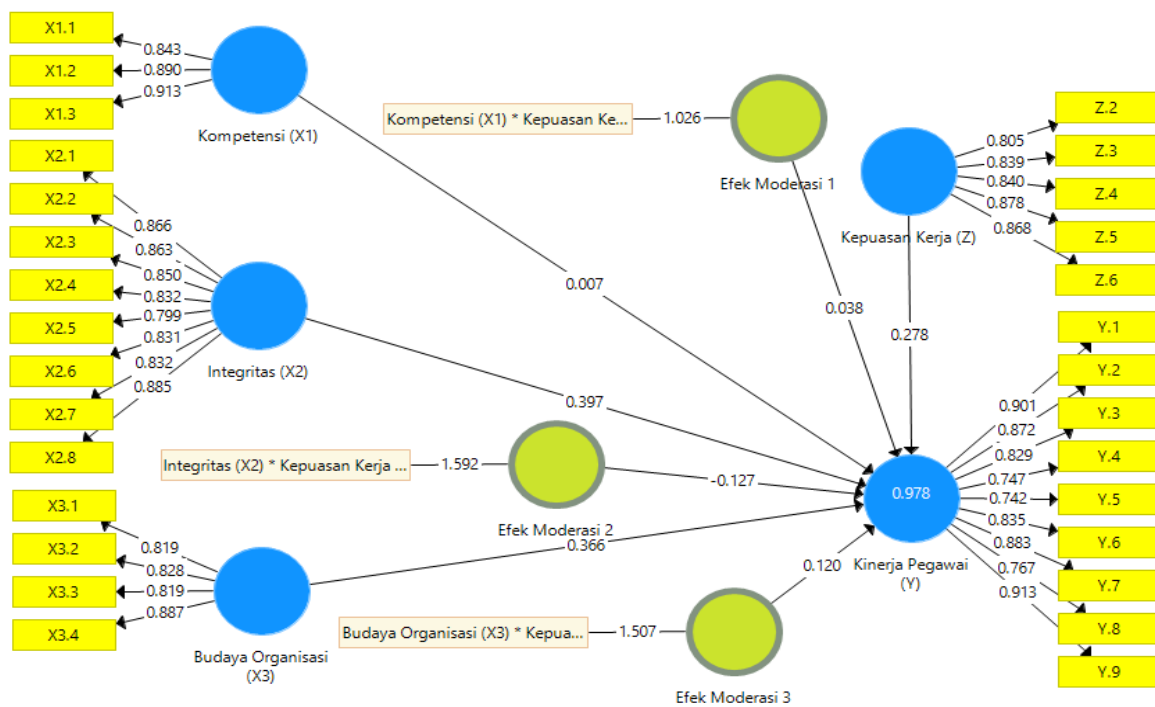 X1.1
X1.2
X1.3
0.843
0.890
0.913
Kompetensi (X1)
X2.1
X2.2
X2.3
X2.4
X2.5
X2.6
X2.7
X2.8
0.866
0.863
0.850
0.832
0.799
0.831
0.832
0.885
Integritas (X2)
X3.1
X3.2
X3.3
X3.4
0.819
0.828
0.819
0.887
Budaya Organisasi
(X3)
Kompetensi (X1) * Kepuasan Ke...
1.026
Efek Moderasi 1
Integritas (X2) * Kepuasan Kerja ...
1.592
Efek Moderasi 2
Budaya Organisasi (X3) * Kepua...
1.507
Efek Moderasi 3
0.007
0.038
0.278
0.397
-0.127
0.366
0.120
Kepuasan Kerja (Z)
0.805
0.839
0.840
0.878
0.868
Z.2
Z.3
Z.4
Z.5
Z.6
0.978
Kinerja Pegawai
(Y)
0.901
0.872
0.829
0.747
0.742
0.835
0.883
0.767
0.913
Y.1
Y.2
Y.3
Y.4
Y.5
Y.6
Y.7
Y.8
Y.9